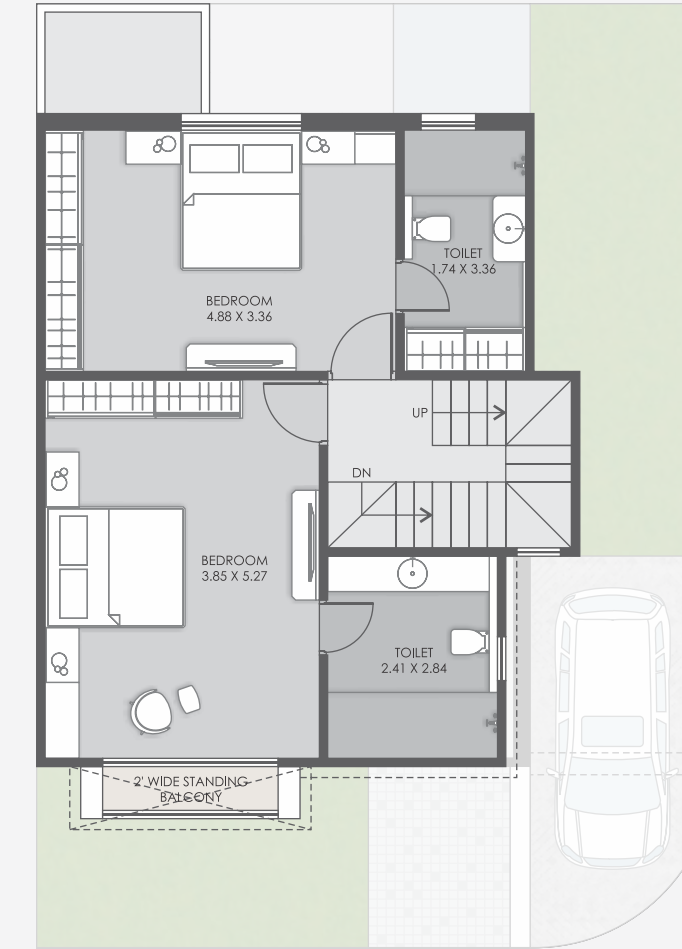 TOILET
1.74 X 3.36
BEDROOM
4.88 X 3.36
UP
DN
BEDROOM
3.85 X 5.27
TOILET
2.41 X 2.84
2' WIDE STANDING
BALCONY